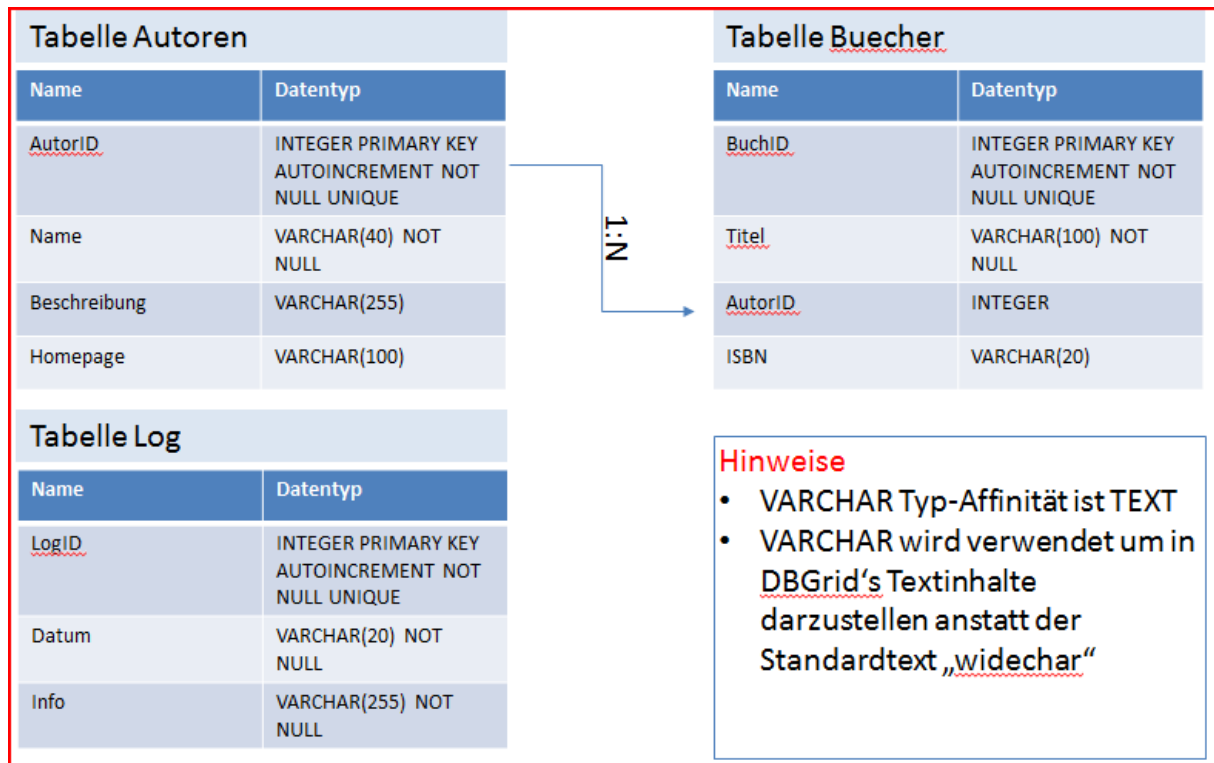 Tabelle Autoren
Name Datentyp
AutorID INTEGER PRIMARY KEY
AUTOINCREMENT NOT
NULL UNIQUE
Name VARCHAR(40) NOT
NULL
Beschreibung VARCHAR(255)
Homepage VARCHAR(100)
1:N
Tabelle Buecher
Name Datentyp
BuchID INTEGER PRIMARY KEY
AUTOINCREMENT NOT
NULL UNIQUE
Titel VARCHAR(100) NOT
NULL
AutorID INTEGER
ISBN VARCHAR(20)
Tabelle Log
Name Datentyp
LogID INTEGER PRIMARY KEY
AUTOINCREMENT NOT
NULL UNIQUE
Datum VARCHAR(20) NOT
NULL
Info VARCHAR(255) NOT
NULL
Hinweise
• VARCHAR Typ-Affinität ist TEXT
• VARCHAR wird verwendet um in
DBGrid‘s Textinhalte
darzustellen anstatt der
Standardtext „widechar“